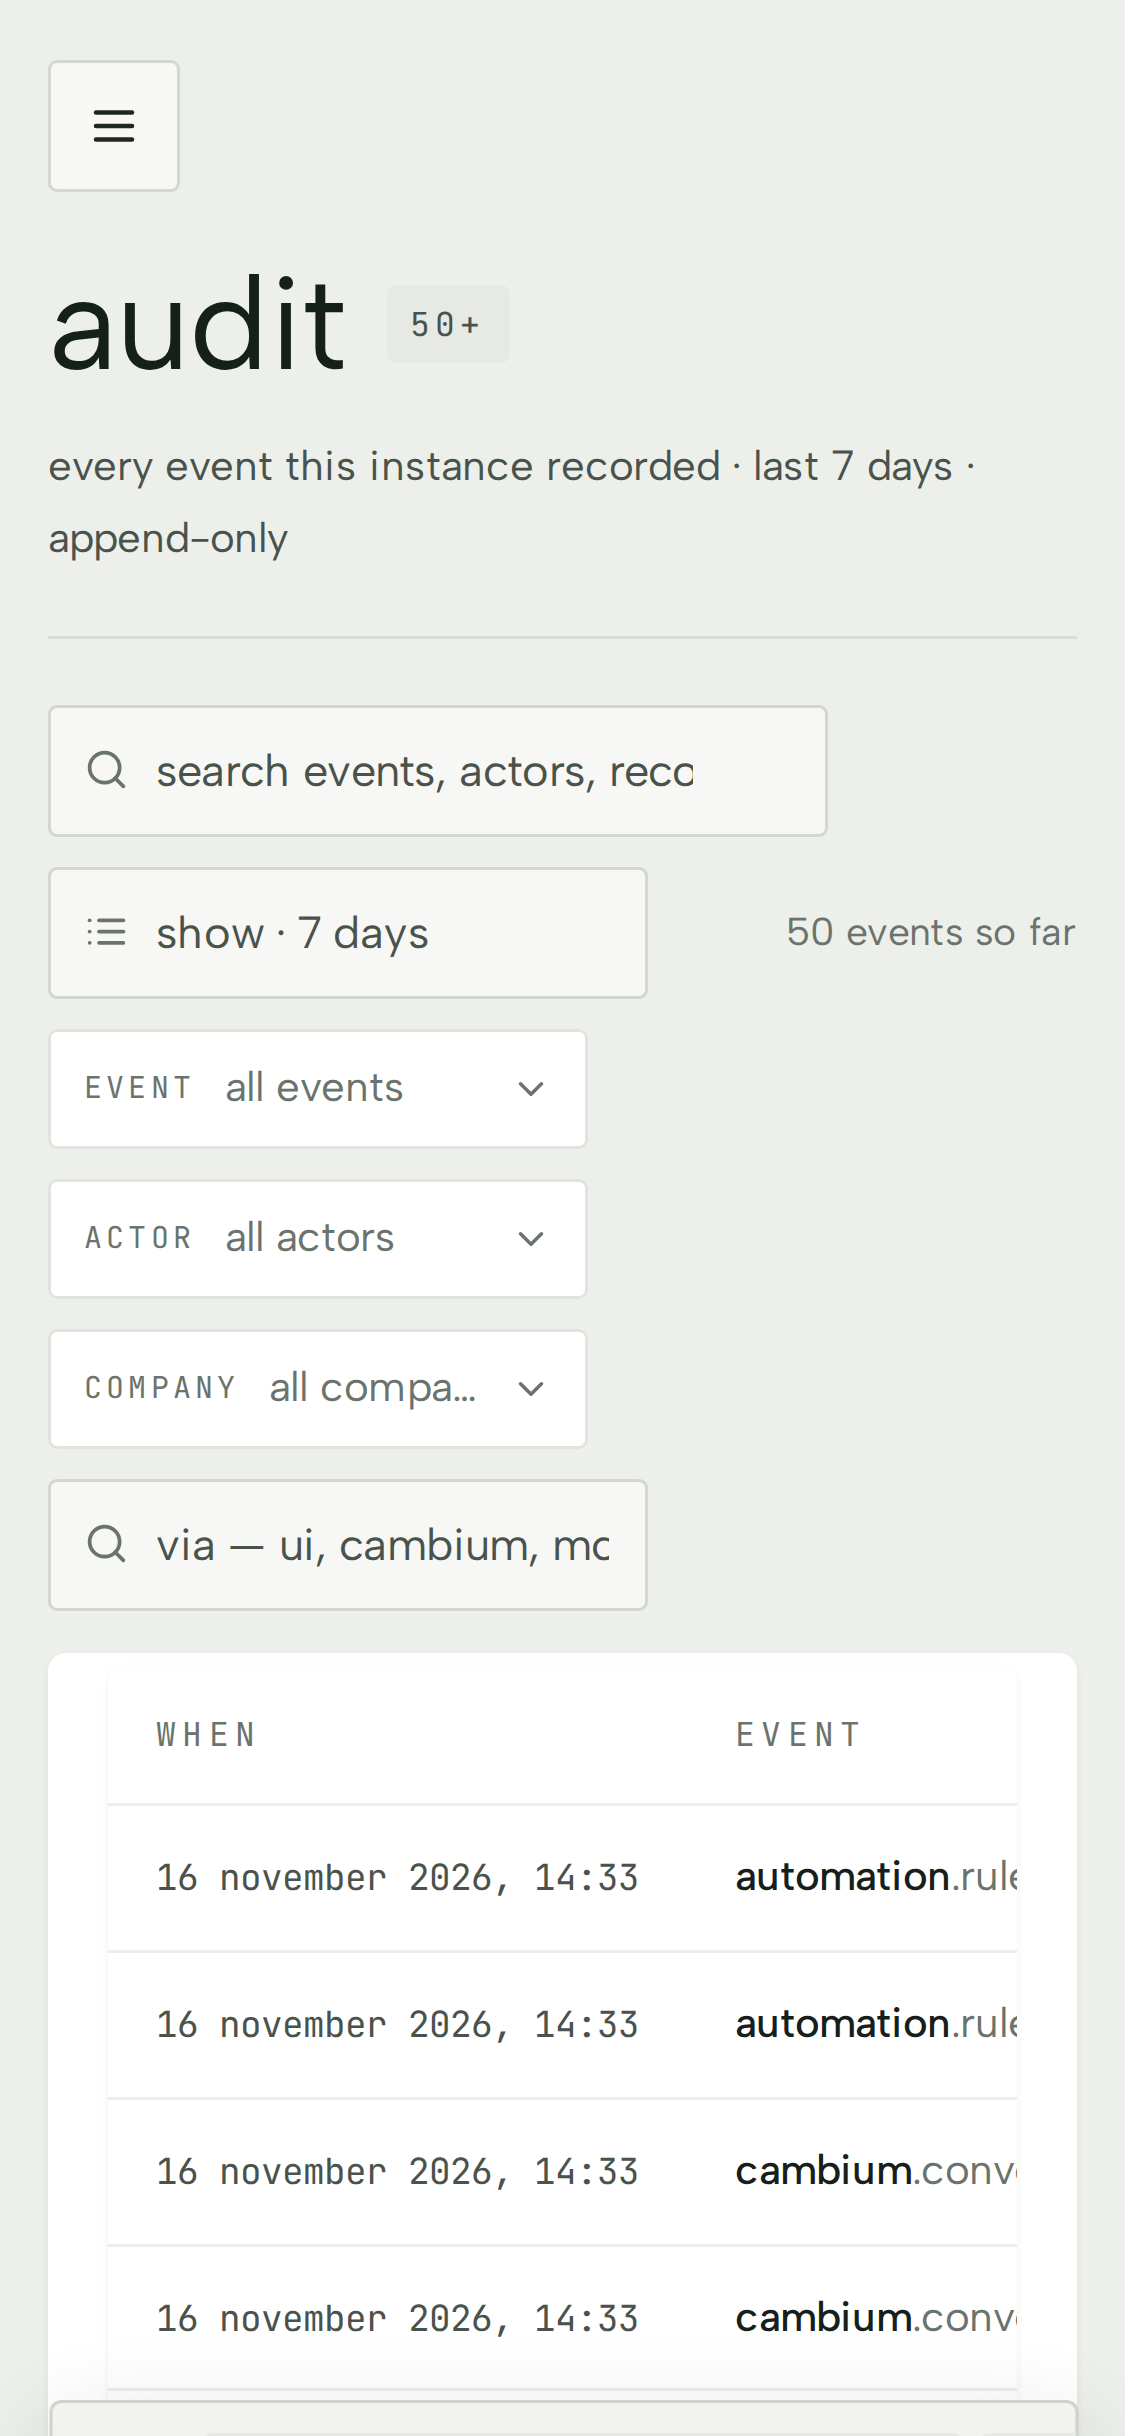 audit 50+
every event this instance recorded · last 7 days ·
append-only
search events, actors,
show · 7 days 50 events so far
EVENT all events
ACTOR all actors
COMPANY all compa...
via — ui, cambium,
WHEN EVENT
16 november 2026, 14:33 automation.rule
16 november 2026, 14:33 automation.rule
16 november 2026, 14:33 cambium.conv
16 november 2026, 14:33 cambium.conv